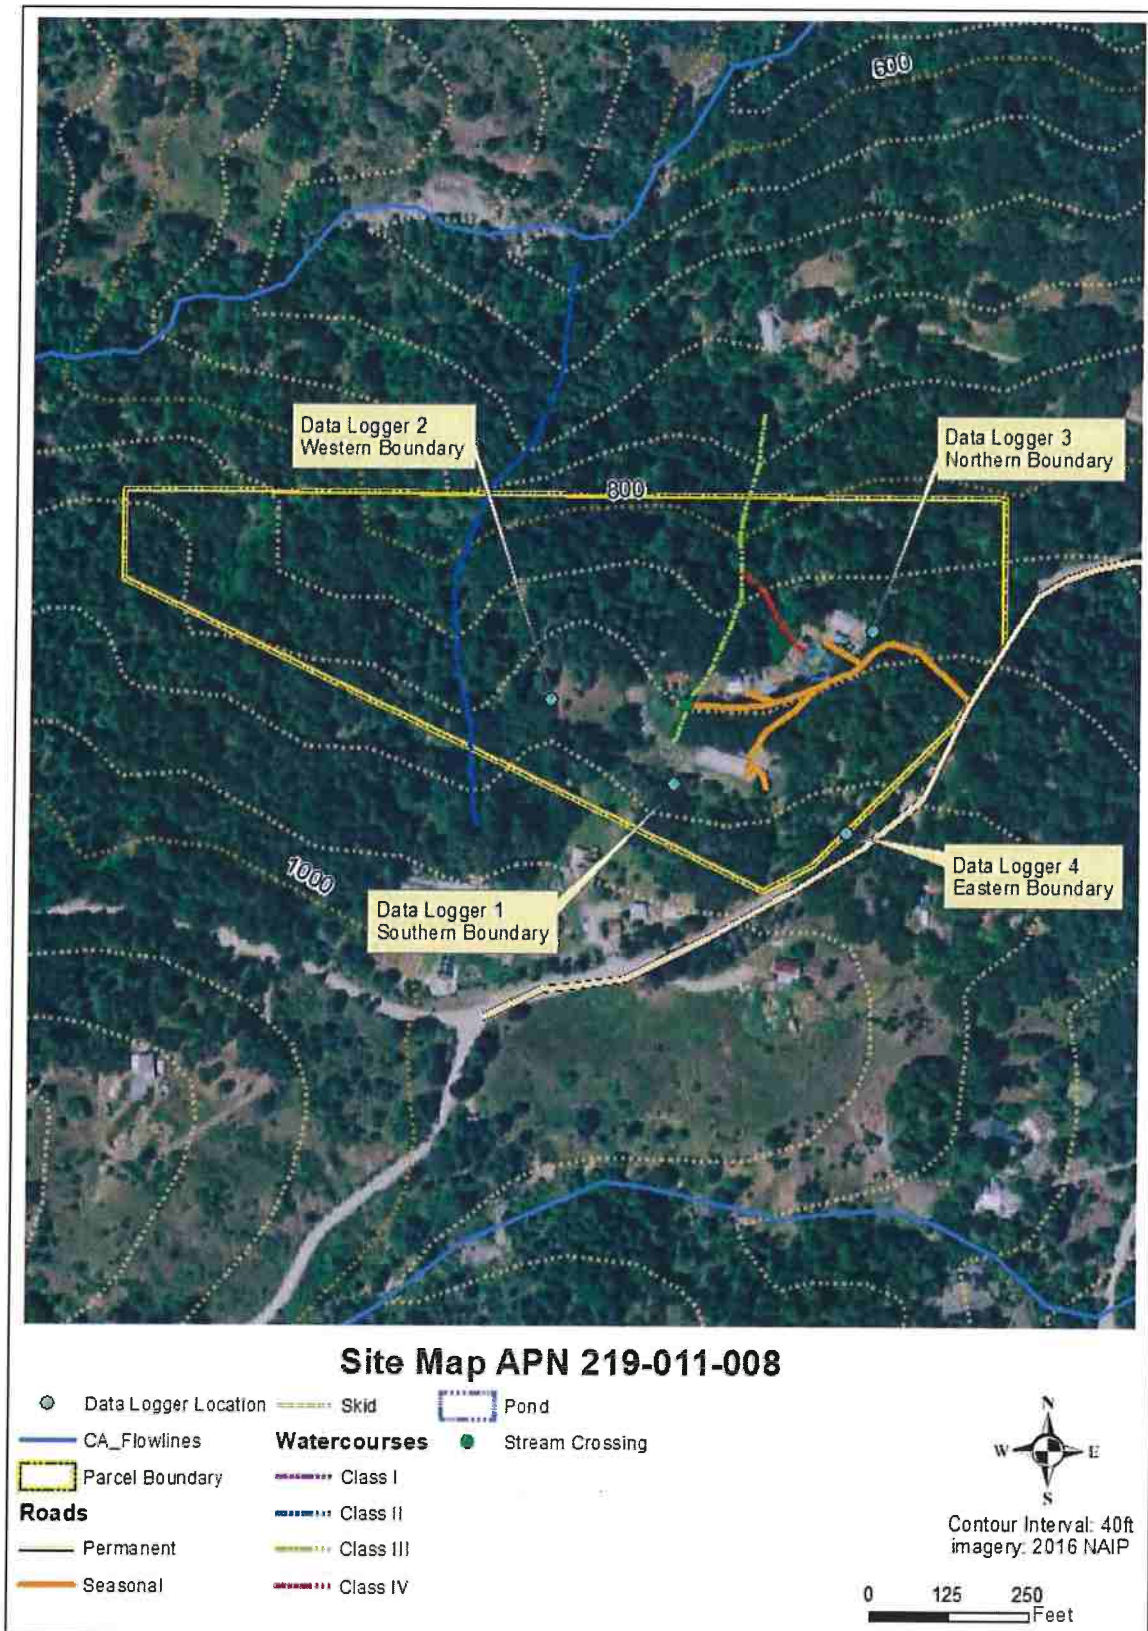 600
Data Logger 2
Western Boundary
Data Logger 3
Northern Boundary
800
1000
Data Logger 1
Southern Boundary
Data Logger 4
Eastern Boundary
Site Map APN 219-011-008
Data Logger Location
CA_Flowlines
Parcel Boundary
Roads
Permanent
Seasonal
Skid
Watercourses
Class I
Class II
Class III
Class IV
Pond
Stream Crossing
N
W E
S
Contour Interval: 40ft
imagery: 2016 NAIP
0 125 250
Feet